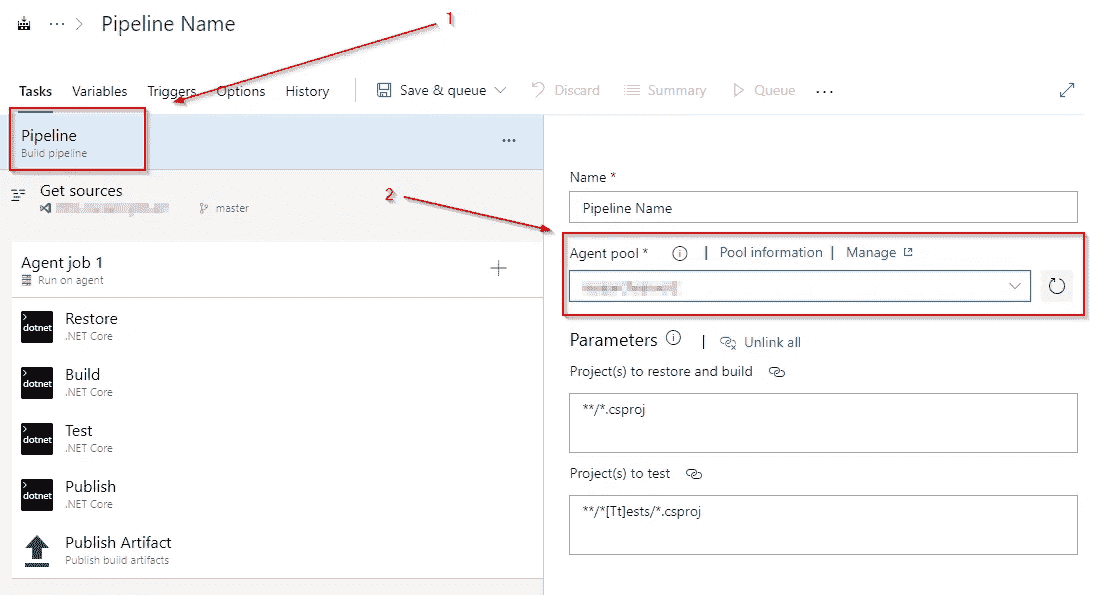 Pipeline Name
1
Tasks Variables Triggers Options History Save & queue Discard Summary Queue
Pipeline
Build pipeline
Get sources
master
Agent job 1
Run on agent
dotnet Restore
.NET Core
dotnet Build
.NET Core
dotnet Test
.NET Core
dotnet Publish
.NET Core
Publish Artifact
Publish build artifacts
2
Name *
Pipeline Name
Agent pool * | Pool information | Manage
Parameters | Unlink all
Project(s) to restore and build
**/*.csproj
Project(s) to test
**/*[Tt]ests/*.csproj